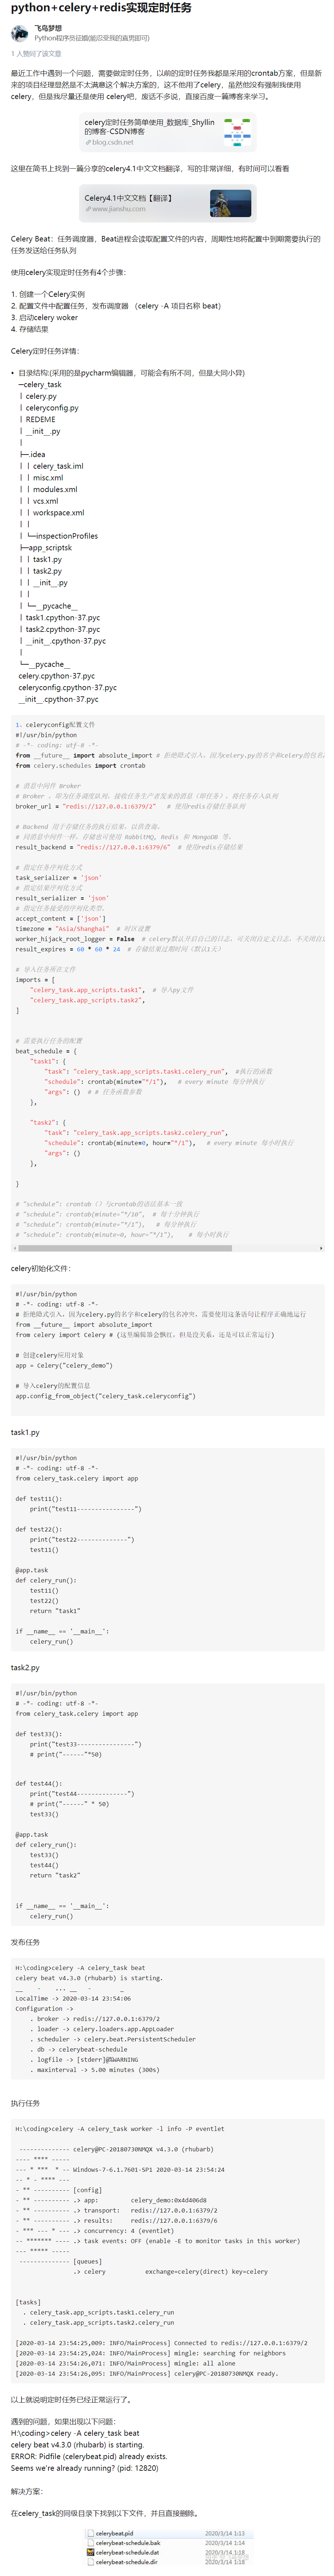 python+celery+redis实现定时任务
飞鸟梦想
Python程序员征婚(能忍受我的直男即可)
1 人赞同了该文章
最近工作中遇到一个问题，需要做定时任务，以前的定时任务我都是采用的crontab方案，但是新
来的项目经理显然是不太满意这个解决方案的，这不他用了celery，虽然他没有强制我使用
celery，但是我尽量还是使用 celery吧，废话不多说，直接百度一篇博客来学习。
celery定时任务简单使用_数据库_Shyllin
的博客-CSDN博客
blog.csdn.net
这里在简书上找到一篇分享的celery4.1中文文档翻译，写的非常详细，有时间可以看看
Celery4.1中文文档【翻译】
www.jianshu.com
Celery Beat：任务调度器，Beat进程会读取配置文件的内容，周期性地将配置中到期需要执行的
任务发送给任务队列
使用celery实现定时任务有4个步骤：
1. 创建一个Celery实例
2. 配置文件中配置任务，发布调度器 （celery -A 项目名称 beat）
3. 启动celery woker
4. 存储结果
Celery定时任务详情：
• 目录结构:(采用的是pycharm编辑器，可能会有所不同，但是大同小异)
─celery_task
│ celery.py
│ celeryconfig.py
│ REDEME
│ __init__.py
│
├─.idea
│ │ celery_task.iml
│ │ misc.xml
│ │ modules.xml
│ │ vcs.xml
│ │ workspace.xml
│ │
│ └─inspectionProfiles
├─app_scriptsk
│ │ task1.py
│ │ task2.py
│ │ __init__.py
│ │
│ └─__pycache__
│ task1.cpython-37.pyc
│ task2.cpython-37.pyc
│ __init__.cpython-37.pyc
│
└─__pycache__
celery.cpython-37.pyc
celeryconfig.cpython-37.pyc
__init__.cpython-37.pyc
1、celeryconfig配置文件
#!/usr/bin/python
# -*- coding: utf-8 -*-
from __future__ import absolute_import # 拒绝隐式引入，因为celery.py的名字和celery的包名
from celery.schedules import crontab
# 消息中间件 Broker
# Broker ，即为任务调度队列，接收任务生产者发来的消息（即任务），将任务存入队列
broker_url = "redis://127.0.0.1:6379/2" # 使用redis存储任务队列
# Backend 用于存储任务的执行结果，以供查询。
# 同消息中间件一样，存储也可使用 RabbitMQ, Redis 和 MongoDB 等。
result_backend = "redis://127.0.0.1:6379/6" # 使用redis存储结果
# 指定任务序列化方式
task_serializer = 'json'
# 指定结果序列化方式
result_serializer = 'json'
# 指定任务接受的序列化类型.
accept_content = ['json']
timezone = "Asia/Shanghai" # 时区设置
worker_hijack_root_logger = False # celery默认开启自己的日志，可关闭自定义日志，不关闭自
result_expires = 60 * 60 * 24 # 存储结果过期时间（默认1天）
# 导入任务所在文件
imports = [
"celery_task.app_scripts.task1", # 导入py文件
"celery_task.app_scripts.task2",
]
# 需要执行任务的配置
beat_schedule = {
"task1": {
"task": "celery_task.app_scripts.task1.celery_run", #执行的函数
"schedule": crontab(minute="*/1"), # every minute 每分钟执行
"args": () # # 任务函数参数
},
"task2": {
"task": "celery_task.app_scripts.task2.celery_run",
"schedule": crontab(minute=0, hour="*/1"), # every minute 每小时执行
"args": ()
},
}
# "schedule": crontab（）与crontab的语法基本一致
# "schedule": crontab(minute="*/10", # 每十分钟执行
# "schedule": crontab(minute="*/1"), # 每分钟执行
# "schedule": crontab(minute=0, hour="*/1"), # 每小时执行
celery初始化文件：
#!/usr/bin/python
# -*- coding: utf-8 -*-
# 拒绝隐式引入，因为celery.py的名字和celery的包名冲突，需要使用这条语句让程序正确地运行
from __future__ import absolute_import
from celery import Celery # (这里编辑器会飘红，但是没关系，还是可以正常运行)
# 创建celery应用对象
app = Celery("celery_demo")
# 导入celery的配置信息
app.config_from_object("celery_task.celeryconfig")
task1.py
#!/usr/bin/python
# -*- coding: utf-8 -*-
from celery_task.celery import app
def test11():
print("test11----------------")
def test22():
print("test22--------------")
test11()
@app.task
def celery_run():
test11()
test22()
return "task1"
if __name__ == '__main__':
celery_run()
task2.py
#!/usr/bin/python
# -*- coding: utf-8 -*-
from celery_task.celery import app
def test33():
print("test33----------------")
# print("------"*50)
def test44():
print("test44--------------")
# print("------" * 50)
test33()
@app.task
def celery_run():
test33()
test44()
return "task2"
if __name__ == '__main__':
celery_run()
发布任务
H:\coding>celery -A celery_task beat
celery beat v4.3.0 (rhubarb) is starting.
__ - ... __ - _
LocalTime -> 2020-03-14 23:54:06
Configuration ->
. broker -> redis://127.0.0.1:6379/2
. loader -> celery.loaders.app.AppLoader
. scheduler -> celery.beat.PersistentScheduler
. db -> celerybeat-schedule
. logfile -> [stderr]@%WARNING
. maxinterval -> 5.00 minutes (300s)
执行任务
H:\coding>celery -A celery_task worker -l info -P eventlet
-------------- celery@PC-20180730NMQX v4.3.0 (rhubarb)
---- **** -----
--- * *** * -- Windows-7-6.1.7601-SP1 2020-03-14 23:54:24
-- * - **** ---
- ** ---------- [config]
- ** ---------- .> app: celery_demo:0x4d406d8
- ** ---------- .> transport: redis://127.0.0.1:6379/2
- ** ---------- .> results: redis://127.0.0.1:6379/6
- *** --- * --- .> concurrency: 4 (eventlet)
-- ******* ---- .> task events: OFF (enable -E to monitor tasks in this worker)
--- ***** -----
-------------- [queues]
.> celery exchange=celery(direct) key=celery
[tasks]
. celery_task.app_scripts.task1.celery_run
. celery_task.app_scripts.task2.celery_run
[2020-03-14 23:54:25,009: INFO/MainProcess] Connected to redis://127.0.0.1:6379/2
[2020-03-14 23:54:25,024: INFO/MainProcess] mingle: searching for neighbors
[2020-03-14 23:54:26,071: INFO/MainProcess] mingle: all alone
[2020-03-14 23:54:26,095: INFO/MainProcess] celery@PC-20180730NMQX ready.
以上就说明定时任务已经正常运行了。
遇到的问题，如果出现以下问题：
H:\coding>celery -A celery_task beat
celery beat v4.3.0 (rhubarb) is starting.
ERROR: Pidfile (celerybeat.pid) already exists.
Seems we're already running? (pid: 12820)
解决方案：
在celery_task的同级目录下找到以下文件，并且直接删除。
celerybeat.pid 2020/3/14 1:13
celerybeat-schedule.bak 2020/3/14 1:14
celerybeat-schedule.dat 2020/3/14 1:18
celerybeat-schedule.dir 2020/3/14 1:18